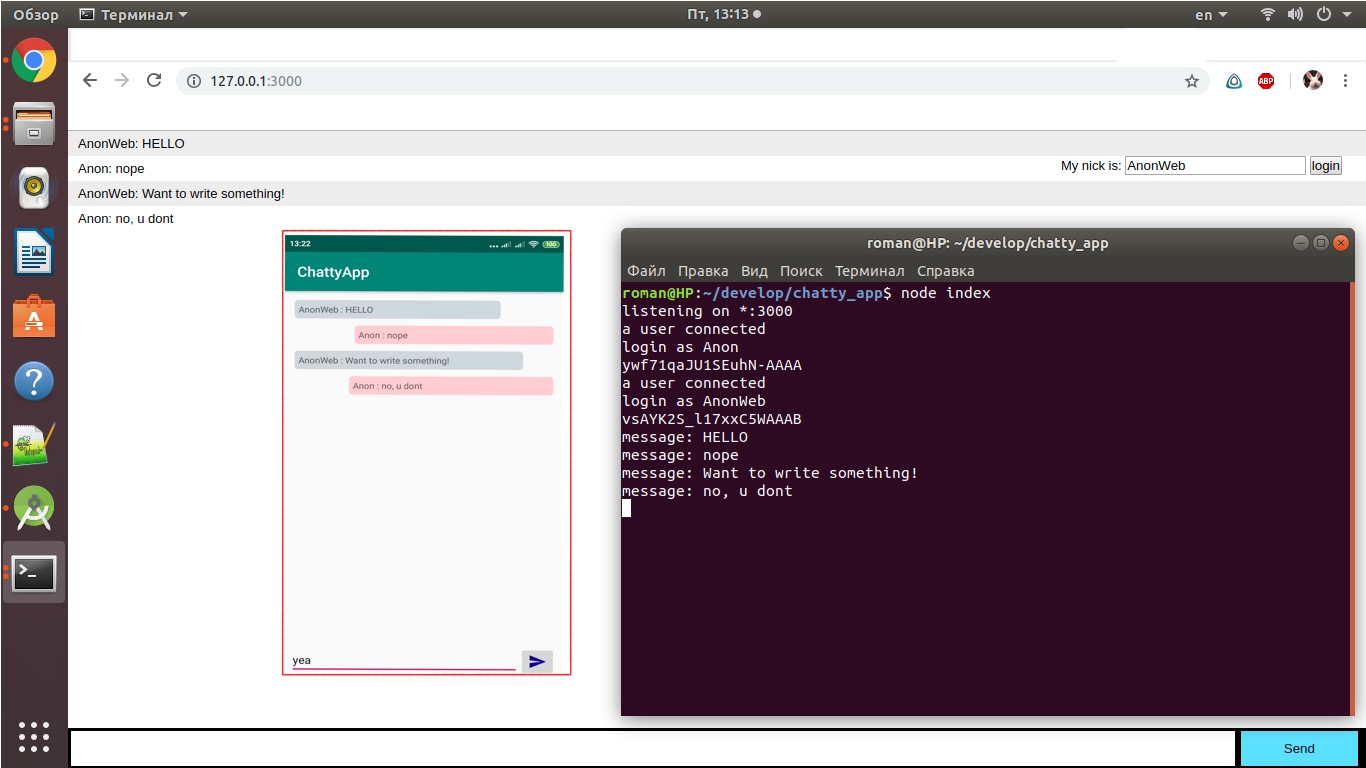 Обзор Терминал Пт, 13:13 en
127.0.0.1:3000 ABP
AnonWeb: HELLO
Anon: nope
My nick is: AnonWeb login
AnonWeb: Want to write something!
Anon: no, u dont
13:22 100
ChattyApp
AnonWeb : HELLO
Anon : nope
AnonWeb : Want to write something!
Anon : no, u dont
yea
roman@HP: ~/develop/chatty_app
Файл Правка Вид Поиск Терминал Справка
roman@HP:~/develop/chatty_app$ node index
listening on *:3000
a user connected
login as Anon
ywf71qaJU1SEuhN-AAAA
a user connected
login as AnonWeb
vsAYK2S_l17xxC5WAAAB
message: HELLO
message: nope
message: Want to write something!
message: no, u dont
Send